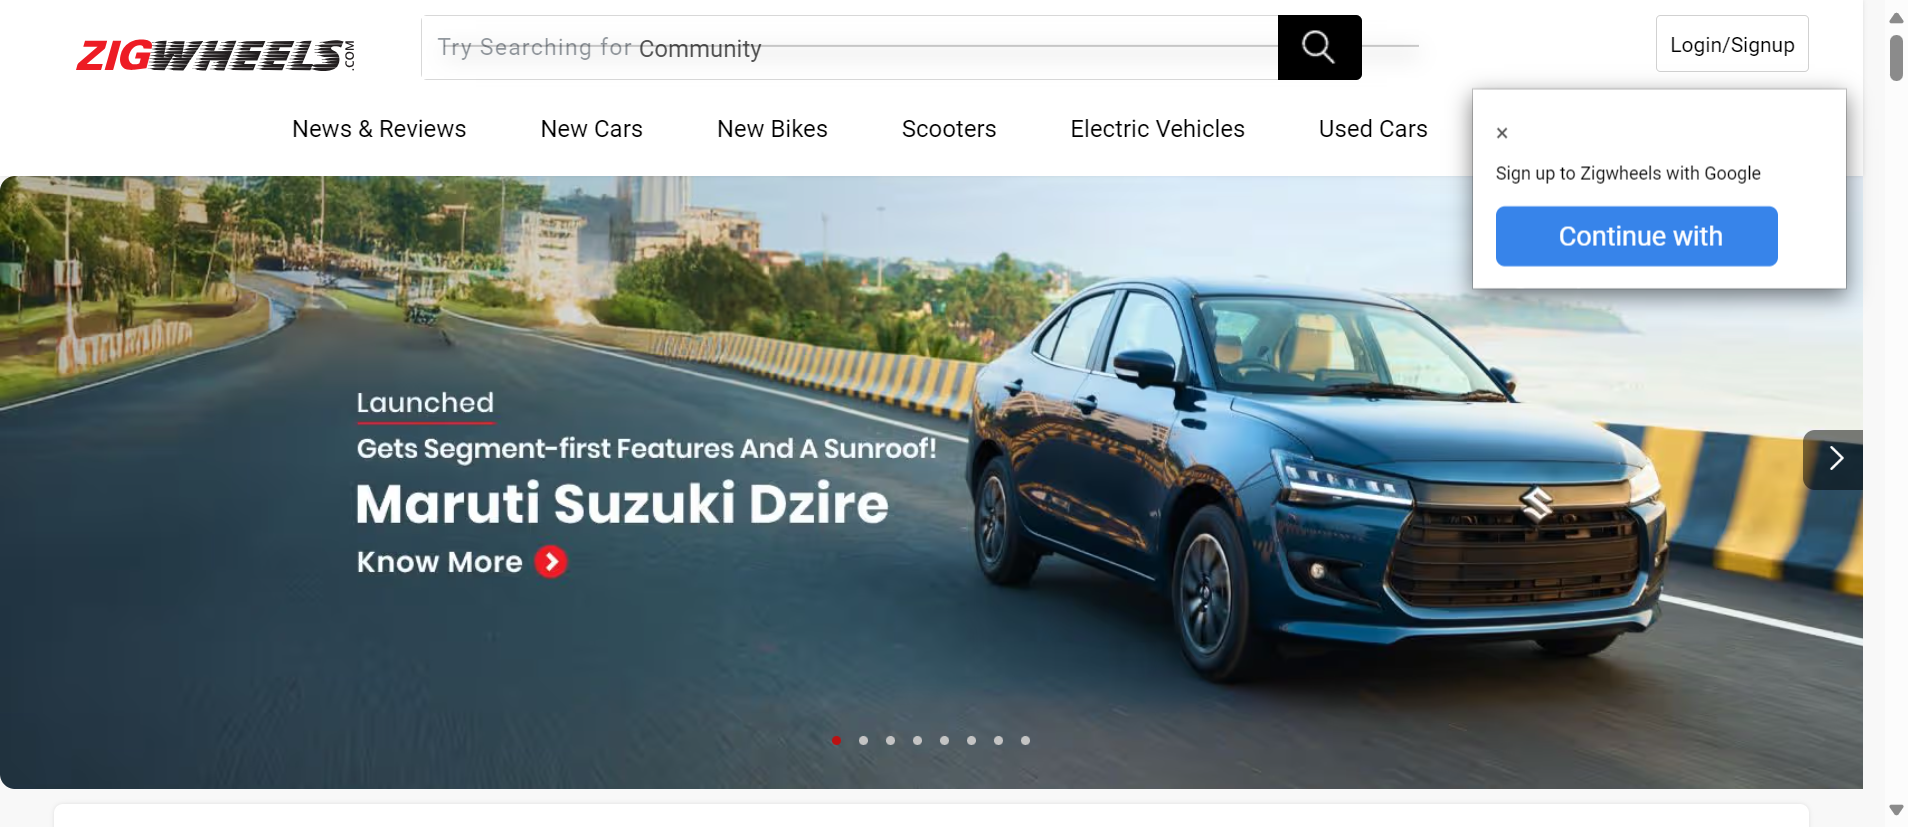 ZIGWHEELS.COM
Try Searching for Community
Login/Signup
News & Reviews
New Cars
New Bikes
Scooters
Electric Vehicles
Used Cars
×
Sign up to Zigwheels with Google
Continue with
Launched
Gets Segment-first Features And A Sunroof!
Maruti Suzuki Dzire
Know More